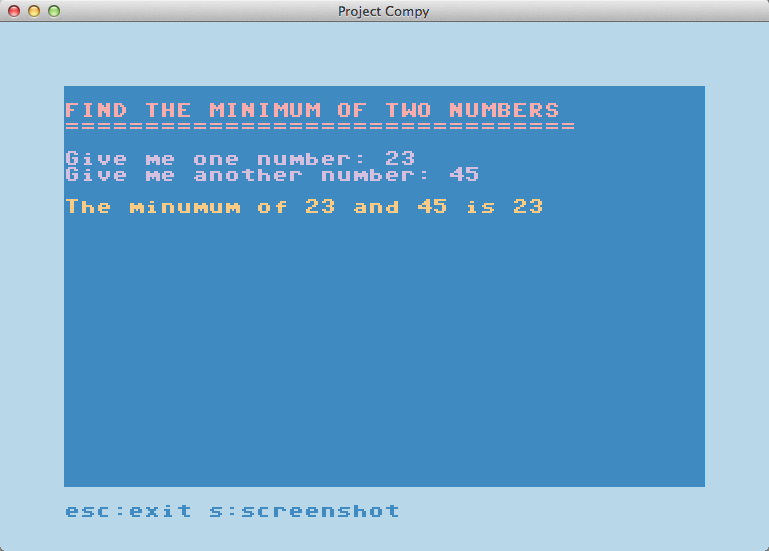 Project Compy
FIND THE MINIMUM OF TWO NUMBERS
================================
Give me one number: 23
Give me another number: 45
The minumum of 23 and 45 is 23
esc:exit s:screenshot